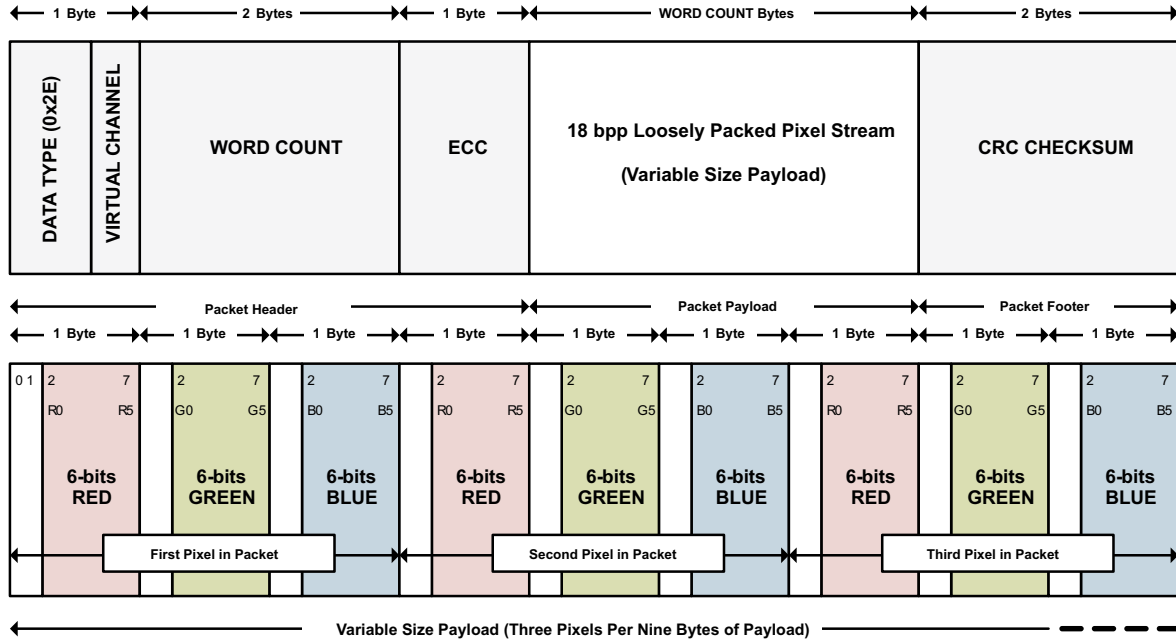 1 Byte 2 Bytes 1 Byte WORD COUNT Bytes 2 Bytes
DATA TYPE (0x2E)
VIRTUAL CHANNEL
WORD COUNT
ECC
18 bpp Loosely Packed Pixel Stream
(Variable Size Payload)
CRC CHECKSUM
Packet Header Packet Payload Packet Footer
1 Byte 1 Byte 1 Byte 1 Byte 1 Byte 1 Byte 1 Byte 1 Byte 1 Byte
0 1 2 7 2 7 2 7 2 7 2 7 2 7 2 7 2 7 2 7
R0 R5 G0 G5 B0 B5 R0 R5 G0 G5 B0 B5 R0 R5 G0 G5 B0 B5
6-bits 6-bits 6-bits 6-bits 6-bits 6-bits 6-bits 6-bits 6-bits
RED GREEN BLUE RED GREEN BLUE RED GREEN BLUE
First Pixel in Packet Second Pixel in Packet Third Pixel in Packet
Variable Size Payload (Three Pixels Per Nine Bytes of Payload)